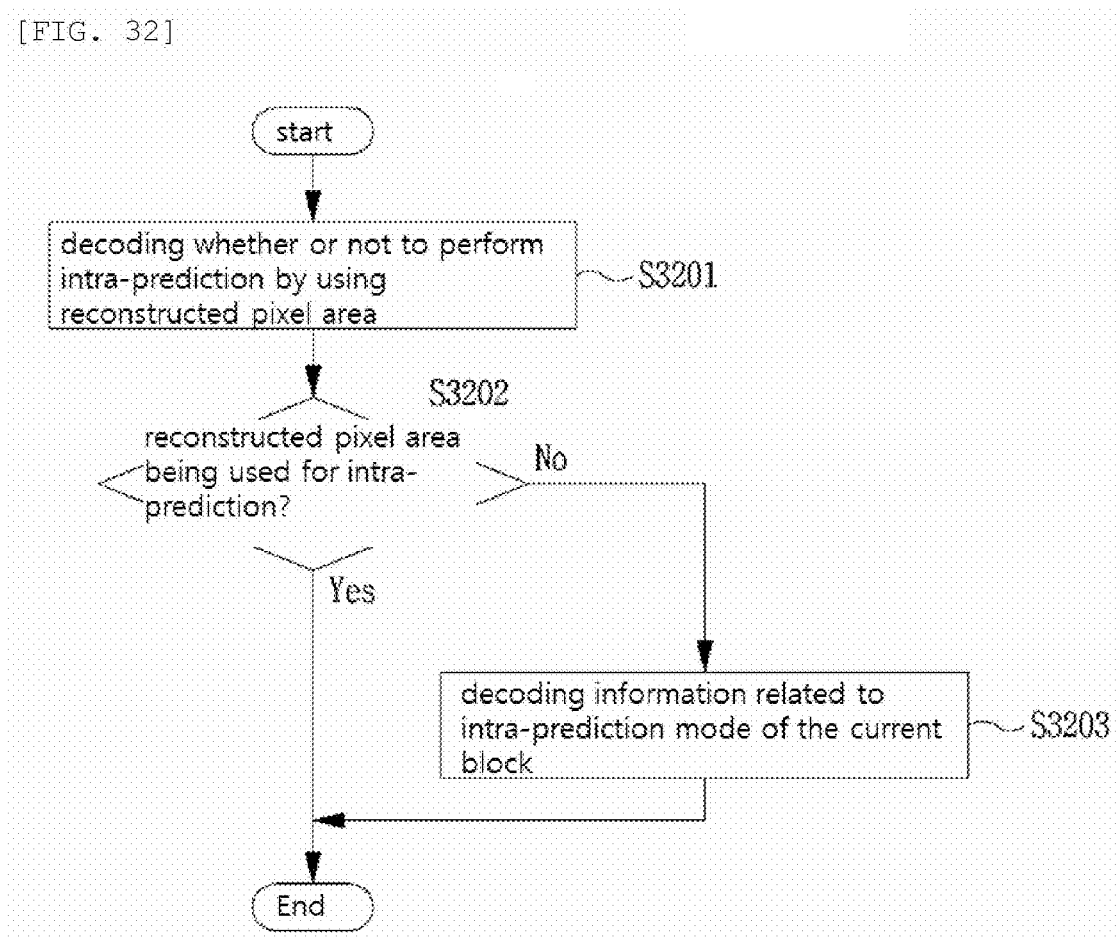 [FIG. 32]
start
decoding whether or not to perform
intra-prediction by using
reconstructed pixel area
S3201
S3202
reconstructed pixel area
being used for intra-
prediction?
No
Yes
decoding information related to
intra-prediction mode of the current
block
S3203
End